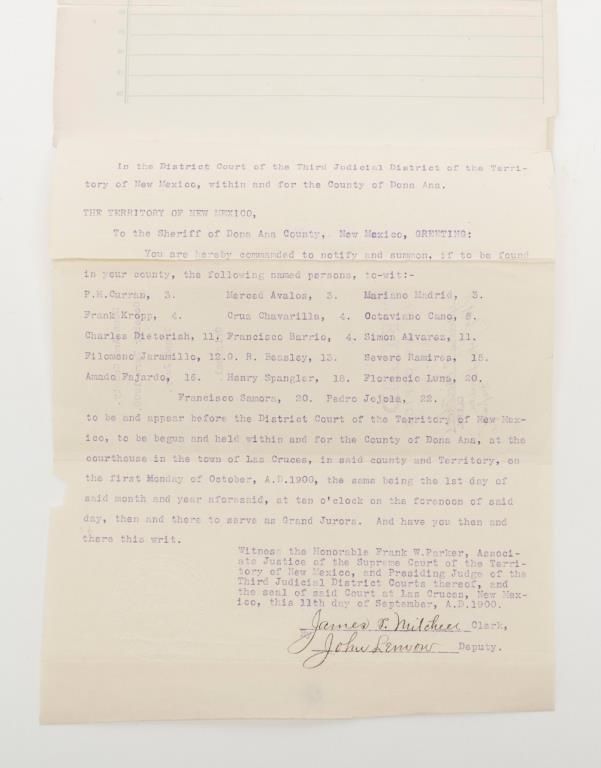 In the District Court of the Third Judicial District of the Terri-
tory of New Mexico, within and for the County of Dona Ana.
THE TERRITORY OF NEW MEXICO,
To the Sheriff of Dona Ana County, New Mexico, GREETING:
You are hereby commanded to notify and summon, if to be found
in your county, the following named persons, to-wit:-
P.H.Curran, 3. Merced Avalos, 3. Mariano Madrid, 3.
Frank Kropp, 4. Crus Chavarilla, 4. Octaviano Cano, 8.
Charles Dieterish, 11. Francisco Barrio, 4. Simon Alvarez, 11.
Filomeno Jaramillo, 12. G. R. Beasley, 13. Severo Ramires, 15.
Amado Fajardo, 16. Henry Spangler, 18. Florencio Luna, 20.
Francisco Samora, 20. Pedro Jojola, 22.
to be and appear before the District Court of the Territory of New Mex-
ico, to be begun and held within and for the County of Dona Ana, at the
courthouse in the town of Las Cruces, in said county and Territory, on
the first Monday of October, A.D.1900, the same being the 1st day of
said month and year aforesaid, at ten o'clock on the forenoon of said
day, then and there to serve as Grand Jurors. And have you then and
there this writ.
Witness the Honorable Frank W.Parker, Associ-
ate Justice of the Supreme Court of the Terri-
tory of New Mexico, and Presiding Judge of the
Third Judicial District Courts thereof, and
the seal of said Court at Las Cruces, New Mex-
ico, this 11th day of September, A.D.1900.
James P. Mitchell Clerk,
By John Lemon Deputy.